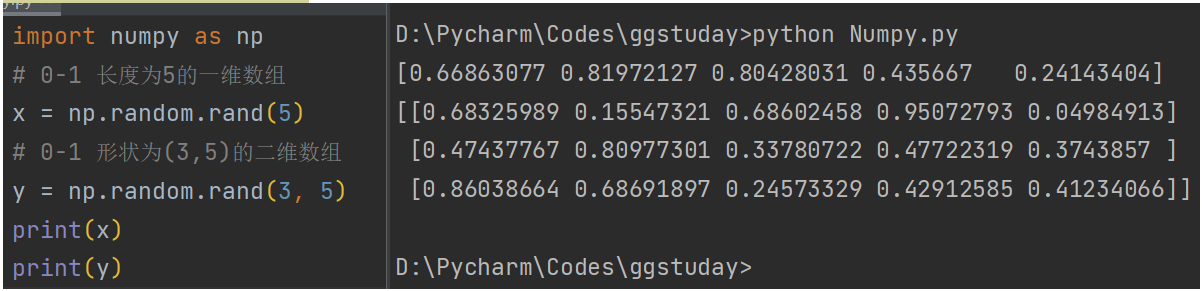 import numpy as np
# 0-1 长度为5的一维数组
x = np.random.rand(5)
# 0-1 形状为(3,5)的二维数组
y = np.random.rand(3, 5)
print(x)
print(y)
D:\Pycharm\Codes\ggstuday>python Numpy.py
[0.66863077 0.81972127 0.80428031 0.435667   0.24143404]
[[0.68325989 0.15547321 0.68602458 0.95072793 0.04984913]
 [0.47437767 0.80977301 0.33780722 0.47722319 0.3743857 ]
 [0.86038664 0.68691897 0.24573329 0.42912585 0.41234066]]
D:\Pycharm\Codes\ggstuday>